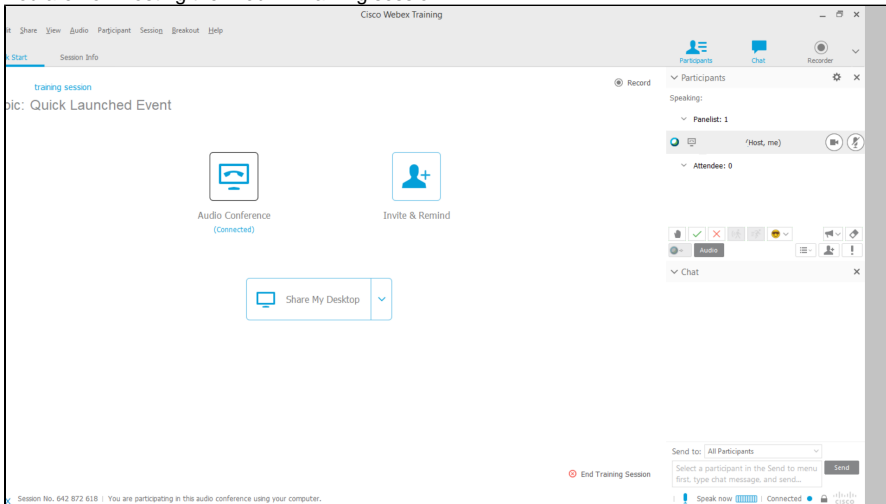 Cisco Webex Training
Share View Audio Participant Session Breakout Help
Start Session Info
Participants Chat Recorder
training session
Record
Participants
Quick Launched Event
Speaking:
Panelist: 1
(Host, me)
Attendee: 0
Audio Conference
(Connected)
Invite & Remind
Audio
Chat
Share My Desktop
Send to: All Participants
End Training Session
Select a participant in the Send to menu
first, type chat message, and send...
Send
Session No. 642 872 618 | You are participating in this audio conference using your computer.
Speak now | Connected
CISCO